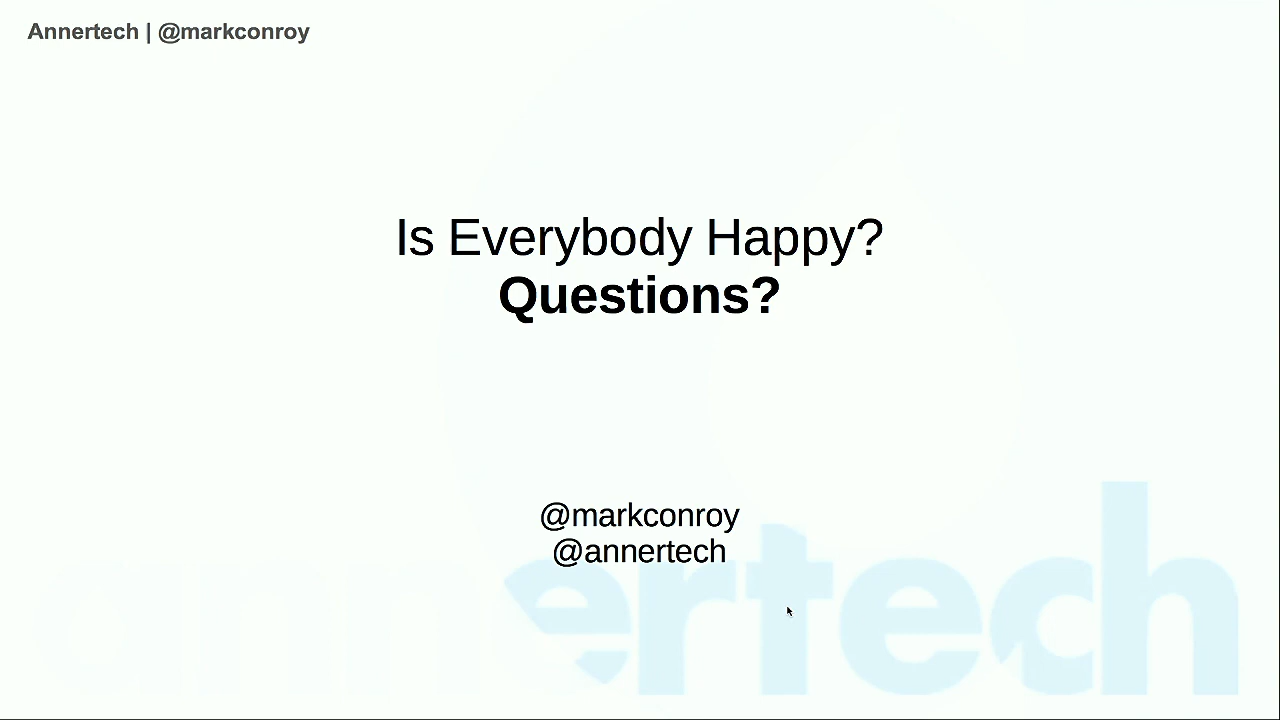 Annertech | @markconroy
Is Everybody Happy?
Questions?
@markconroy
@annertech
annertech